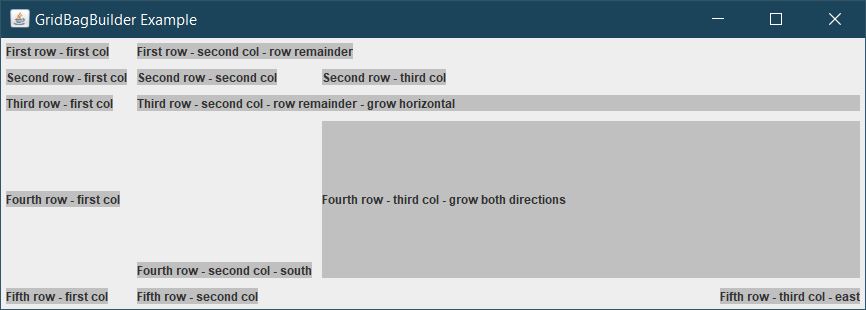 GridBagBuilder Example
First row - first col First row - second col - row remainder
Second row - first col Second row - second col Second row - third col
Third row - first col Third row - second col - row remainder - grow horizontal
Fourth row - first col Fourth row - third col - grow both directions
Fourth row - second col - south
Fifth row - first col Fifth row - second col Fifth row - third col - east